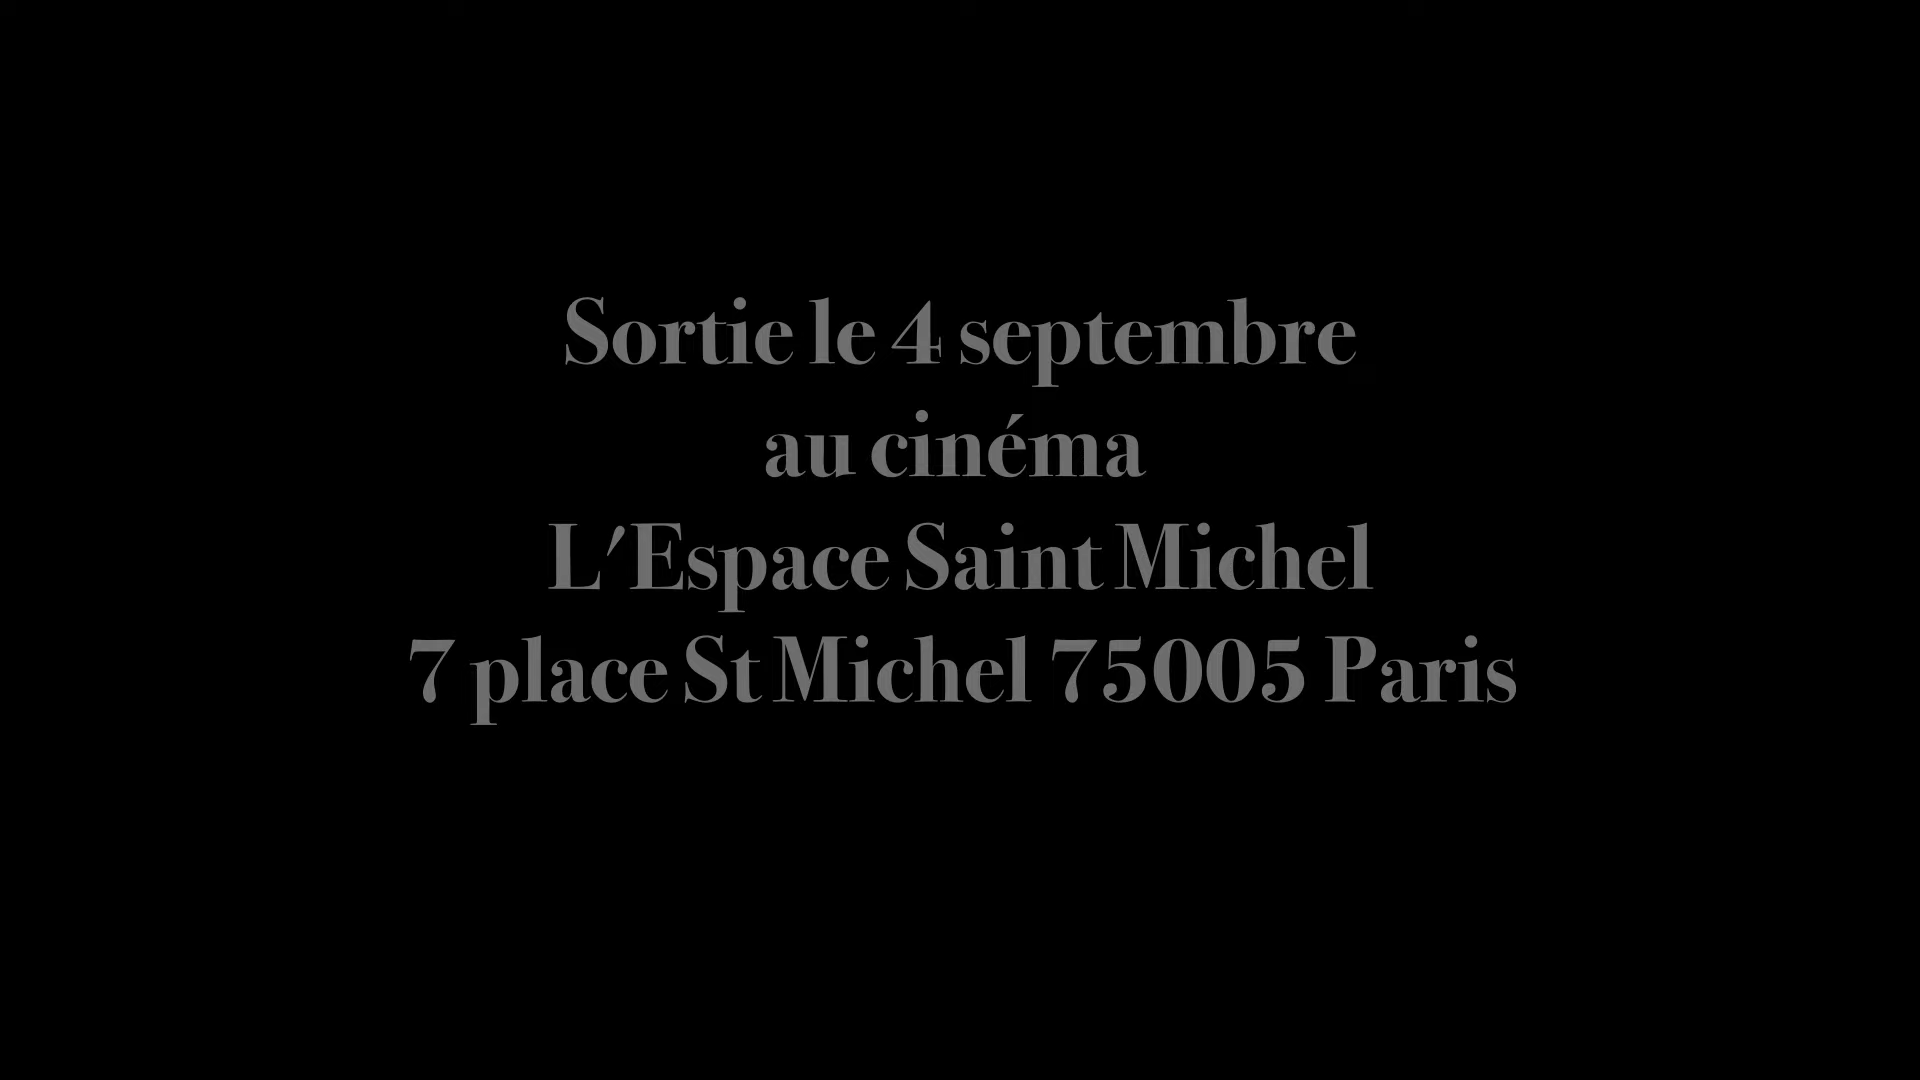 Sortie le 4 septembre
au cinéma
L'Espace Saint Michel
7 place St Michel 75005 Paris